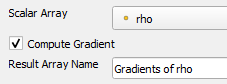 Scalar Array rho
Compute Gradient
Result Array Name Gradients of rho